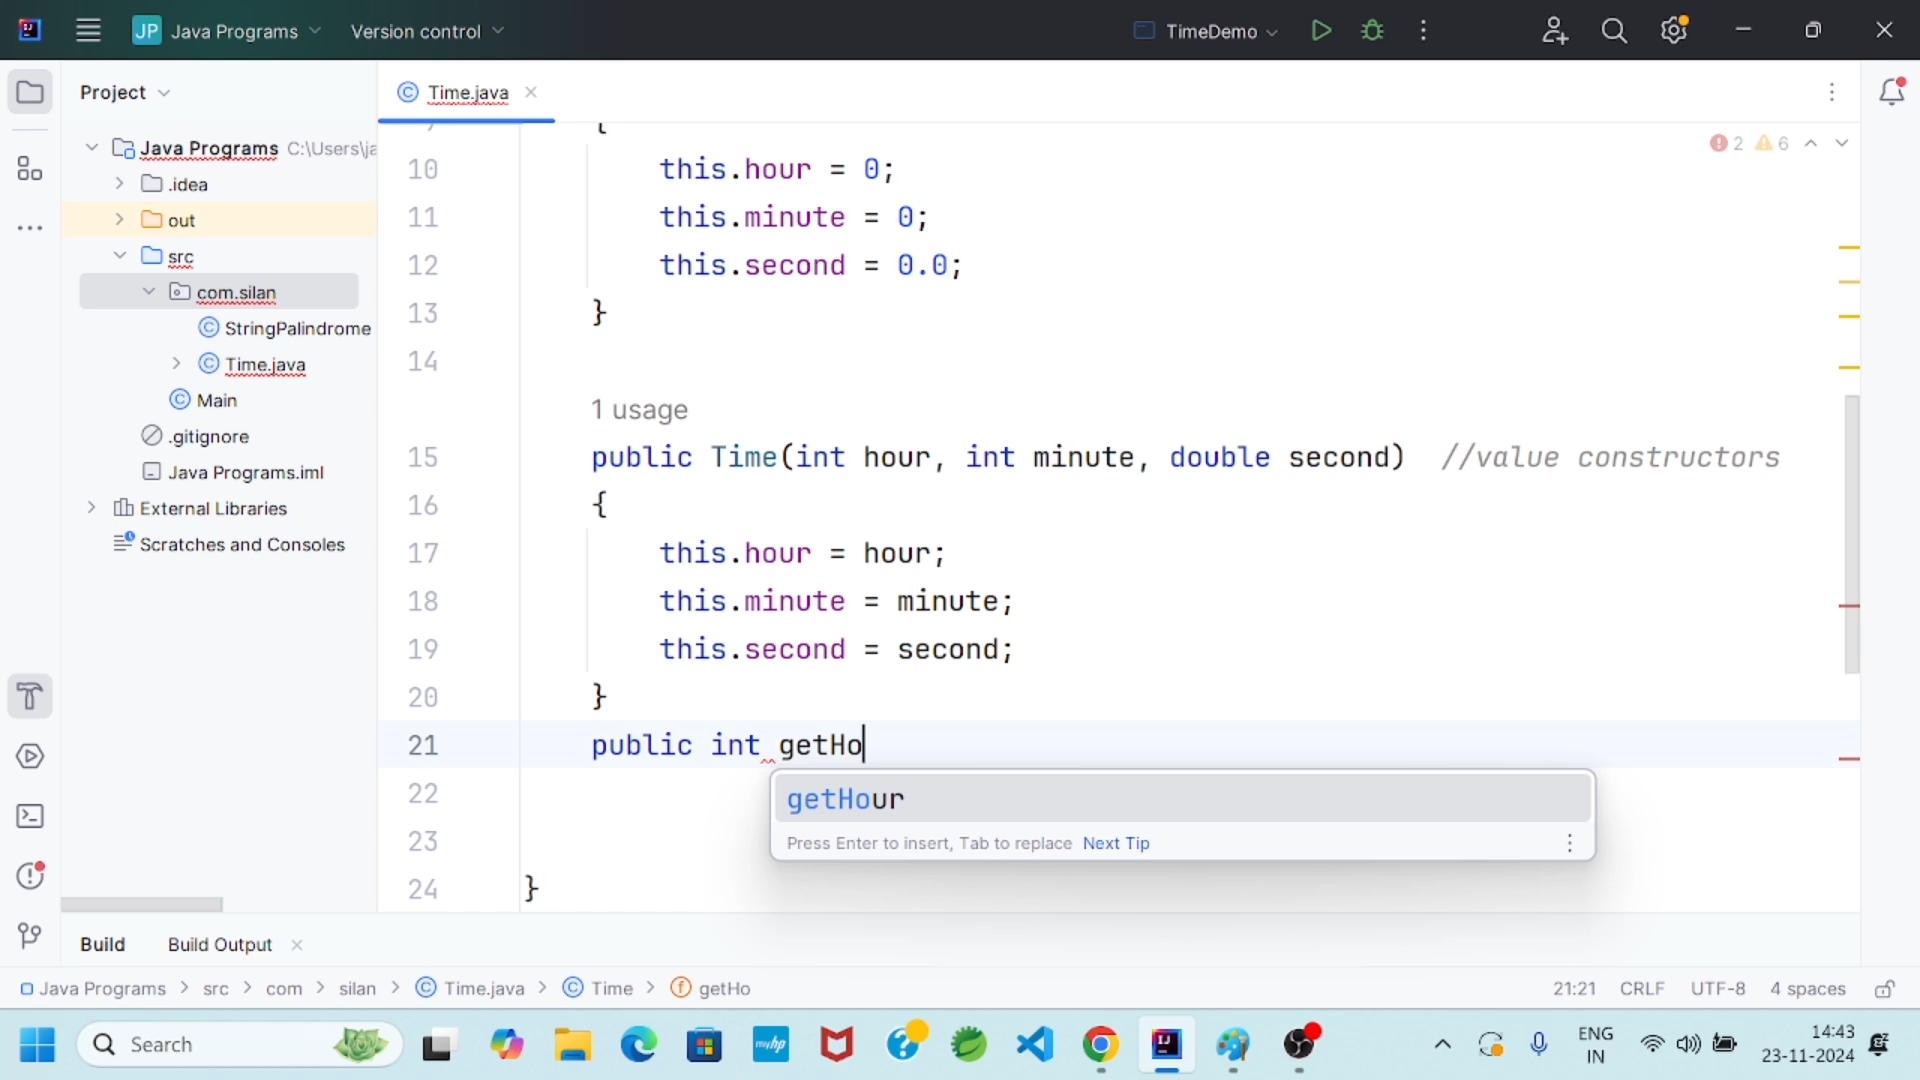 JP Java Programs Version control TimeDemo
Project
Time.java
Java Programs C:\Users\ja
.idea
out
src
com.silan
StringPalindrome
Time.java
Main
.gitignore
Java Programs.iml
External Libraries
Scratches and Consoles
2 6
{
10 this.hour = 0;
11 this.minute = 0;
12 this.second = 0.0;
13 }
14
1 usage
15 public Time(int hour, int minute, double second) //value constructors
16 {
17 this.hour = hour;
18 this.minute = minute;
19 this.second = second;
20 }
21 public int getHo
22
getHour
23
Press Enter to insert, Tab to replace Next Tip
24 }
Build Build Output
Java Programs > src > com > silan > Time.java > Time > getHo
21:21 CRLF UTF-8 4 spaces
Search
myhp
ENG
IN
14:43
23-11-2024